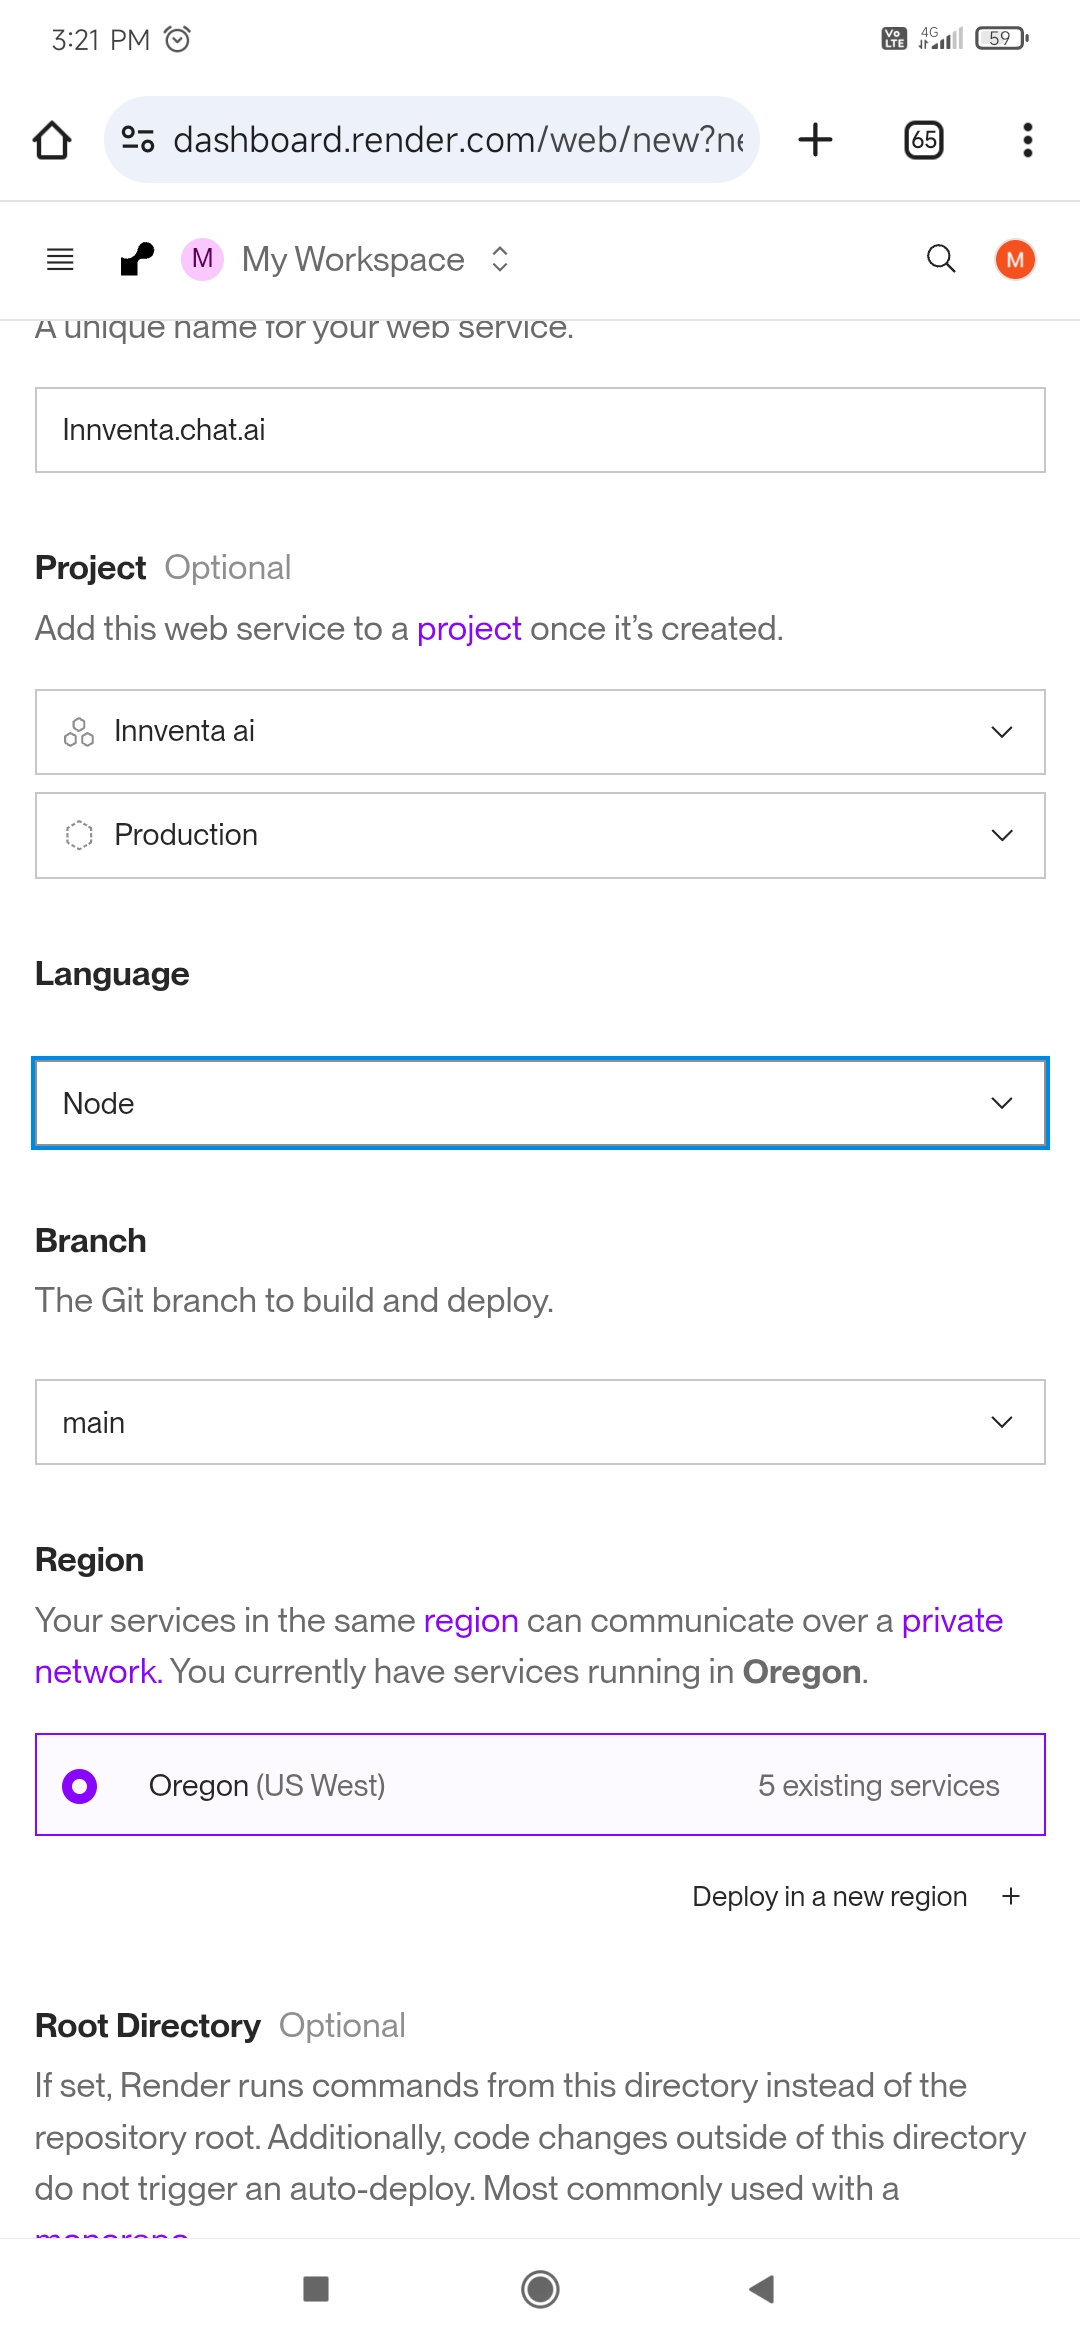 3:21 PM
Vo LTE 4G 59
dashboard.render.com/web/new?ne
65
M My Workspace
M
A unique name for your web service.
Innventa.chat.ai
Project Optional
Add this web service to a project once it’s created.
Innventa ai
Production
Language
Node
Branch
The Git branch to build and deploy.
main
Region
Your services in the same region can communicate over a private
network. You currently have services running in Oregon.
Oregon (US West) 5 existing services
Deploy in a new region +
Root Directory Optional
If set, Render runs commands from this directory instead of the
repository root. Additionally, code changes outside of this directory
do not trigger an auto-deploy. Most commonly used with a
monorepo.